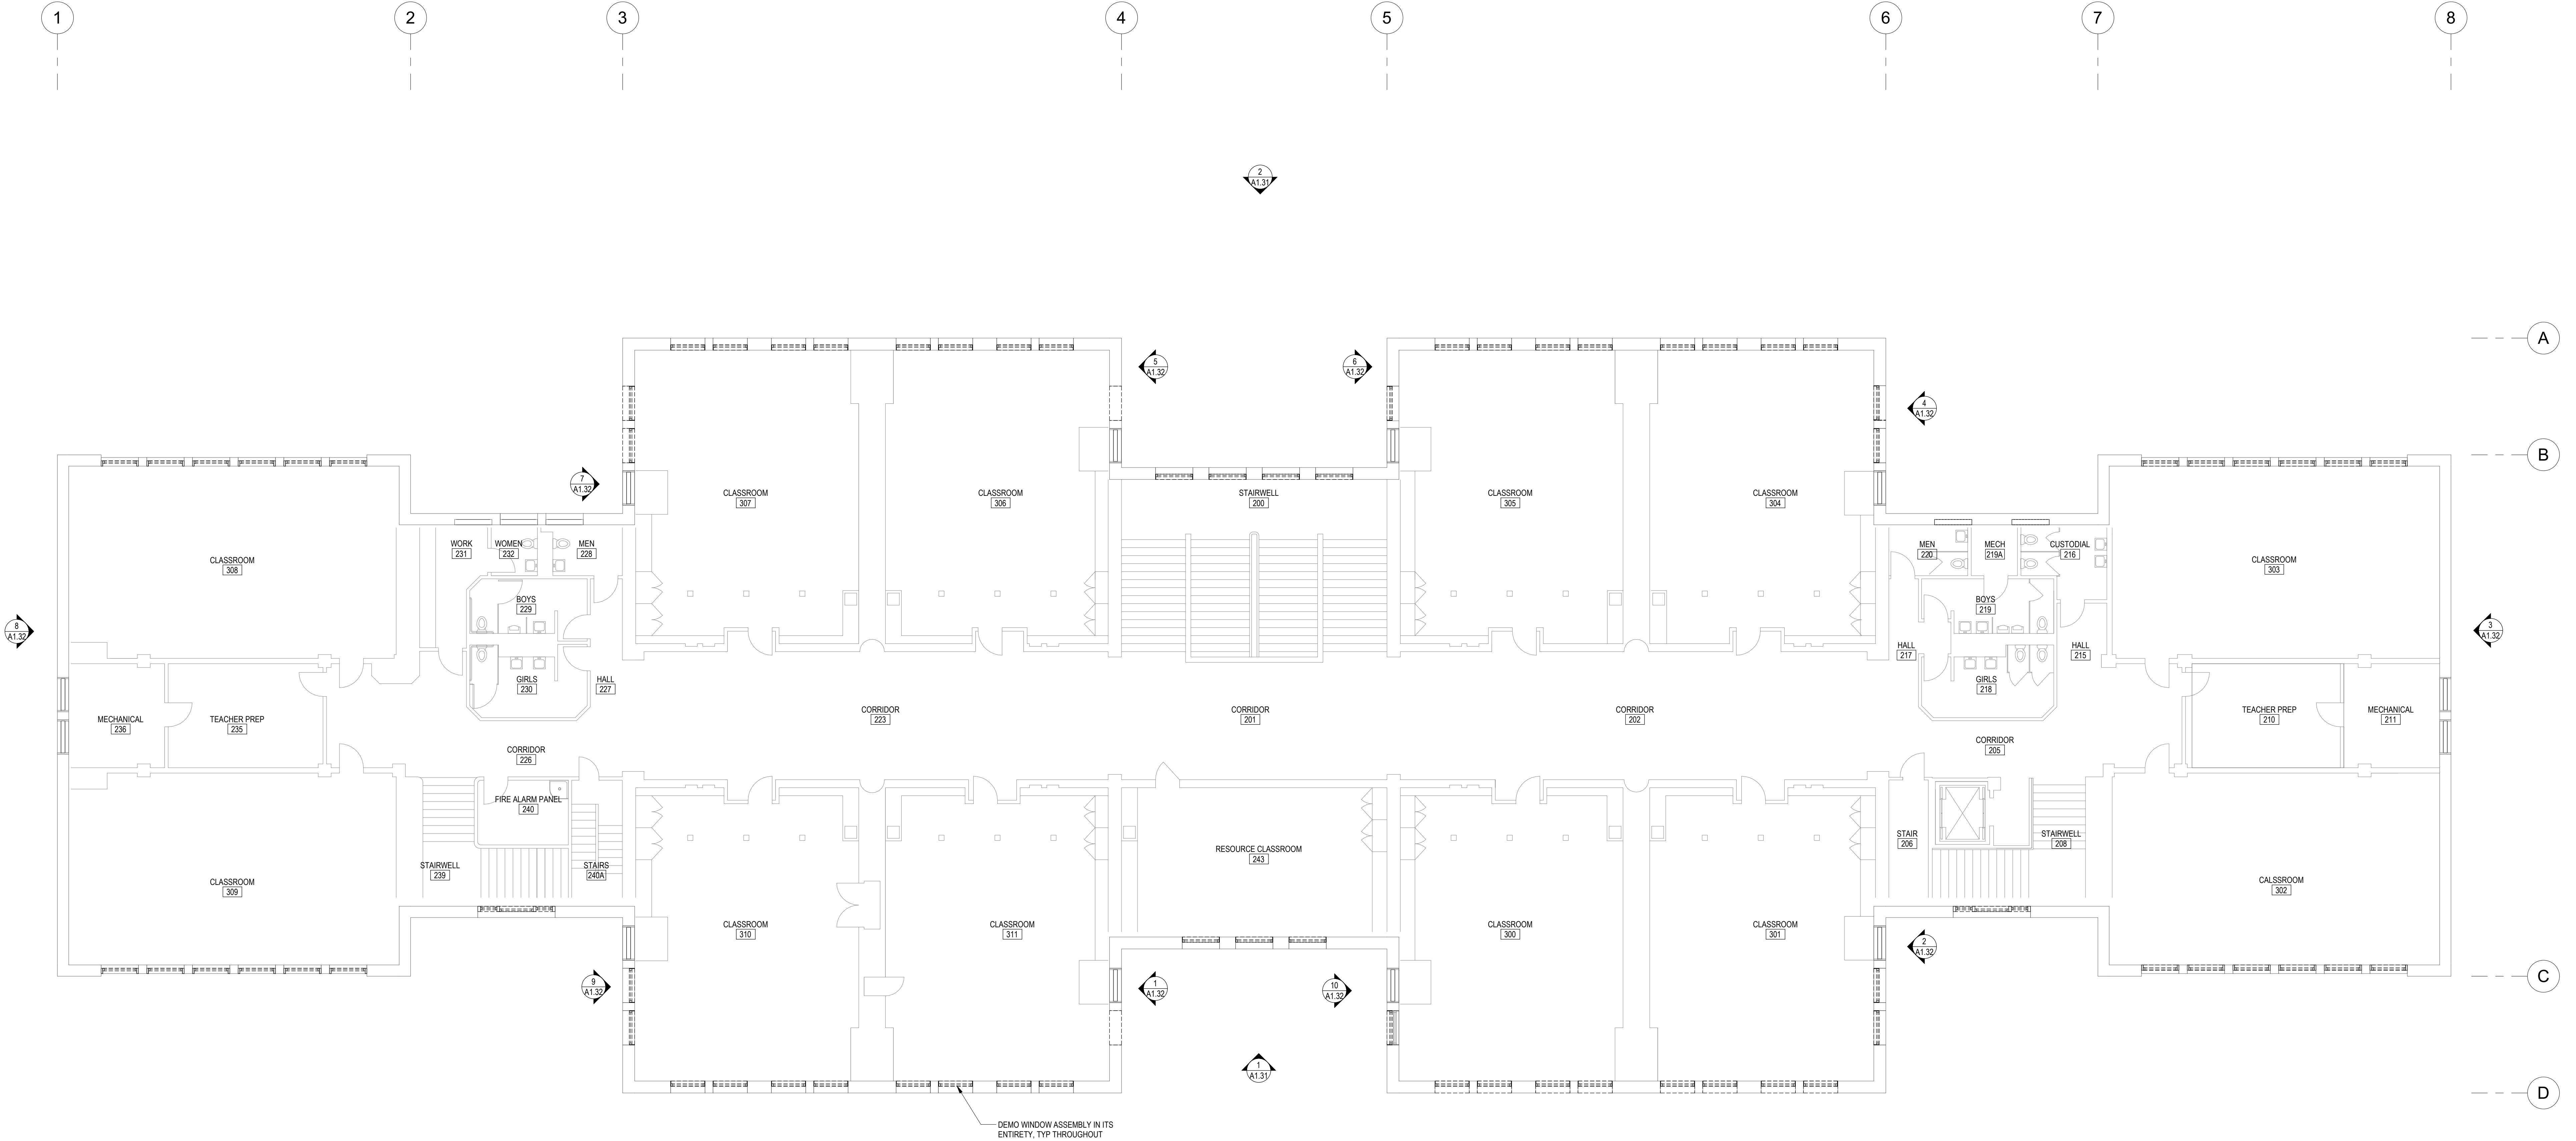 1
2
3
4
5
6
7
8
2
A1.31
A
5
A1.32
6
A1.32
4
A1.32
B
7
A1.32
CLASSROOM
307
CLASSROOM
306
STAIRWELL
200
CLASSROOM
305
CLASSROOM
304
CLASSROOM
308
WORK
231
WOMEN
232
MEN
228
MEN
220
MECH
219A
CUSTODIAL
216
CLASSROOM
303
BOYS
229
BOYS
219
8
A1.32
3
A1.32
GIRLS
230
HALL
227
HALL
217
GIRLS
218
HALL
215
MECHANICAL
236
TEACHER PREP
235
CORRIDOR
223
CORRIDOR
201
CORRIDOR
202
TEACHER PREP
210
MECHANICAL
211
CORRIDOR
226
CORRIDOR
205
FIRE ALARM PANEL
240
STAIR
206
STAIRWELL
208
RESOURCE CLASSROOM
243
STAIRWELL
239
STAIRS
240A
CLASSROOM
309
CALSSROOM
302
CLASSROOM
310
CLASSROOM
311
CLASSROOM
300
CLASSROOM
301
2
A1.32
9
A1.32
1
A1.32
10
A1.32
C
1
A1.31
D
DEMO WINDOW ASSEMBLY IN ITS
ENTIRETY, TYP THROUGHOUT